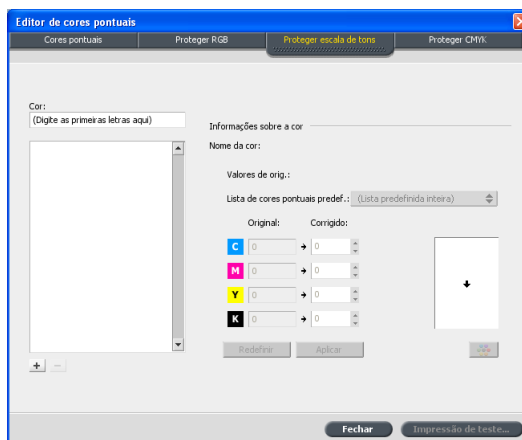 Editor de cores pontuais
Cores pontuais Proteger RGB Proteger escala de tons Proteger CMYK
Cor:
(Digite as primeiras letras aqui)
Informações sobre a cor
Nome da cor:
Valores de orig.:
Lista de cores pontuais predef.: (Lista predefinida inteira)
Original: Corrigido:
C 0 0
M 0 0
Y 0 0
K 0 0
Redefinir Aplicar
Fechar Impressão de teste...